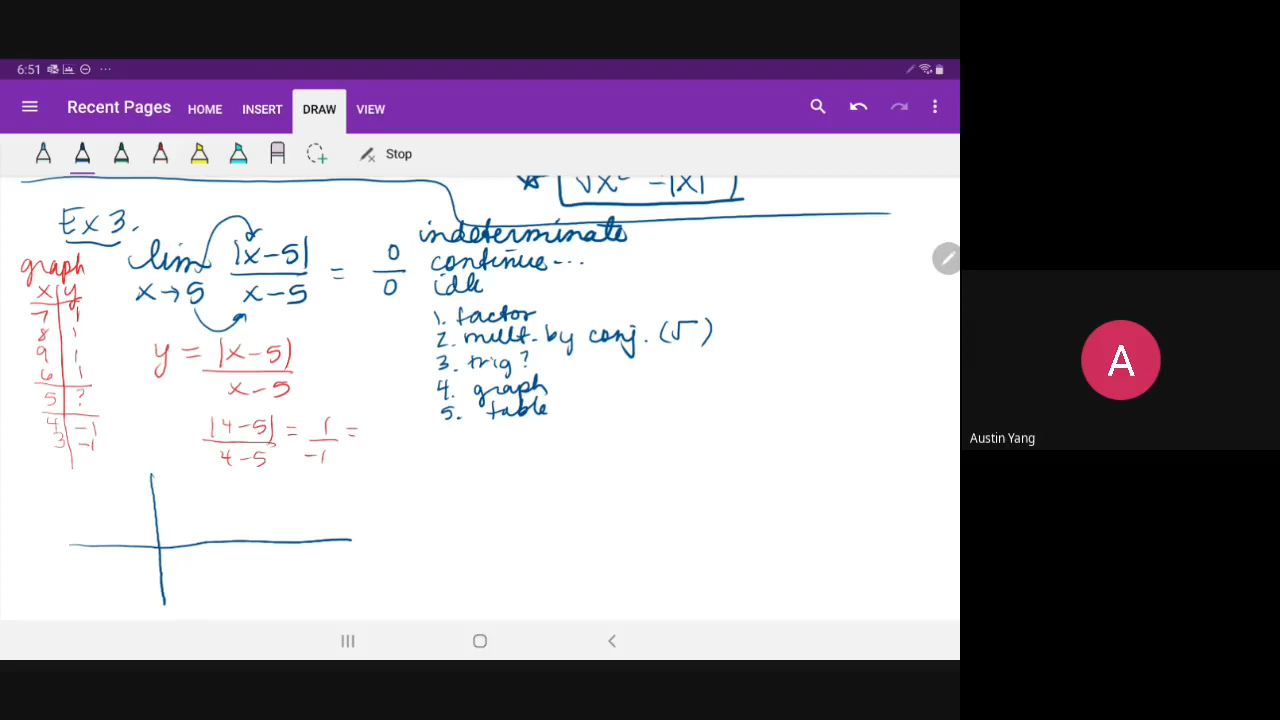 6:51
Recent Pages HOME INSERT DRAW VIEW
Stop
√x² = |x|
Ex 3.
lim x→5 |x-5| / x-5 = 0/0
indeterminate
continue...
idk
1. factor
2. mult. by conj. (√ )
3. trig?
4. graph
5. table
graph
x y
7 1
8 1
9 1
6 1
5 ?
4 -1
3 -1
y = |x-5| / x-5
|4-5| / 4-5 = 1 / -1 =
A
Austin Yang